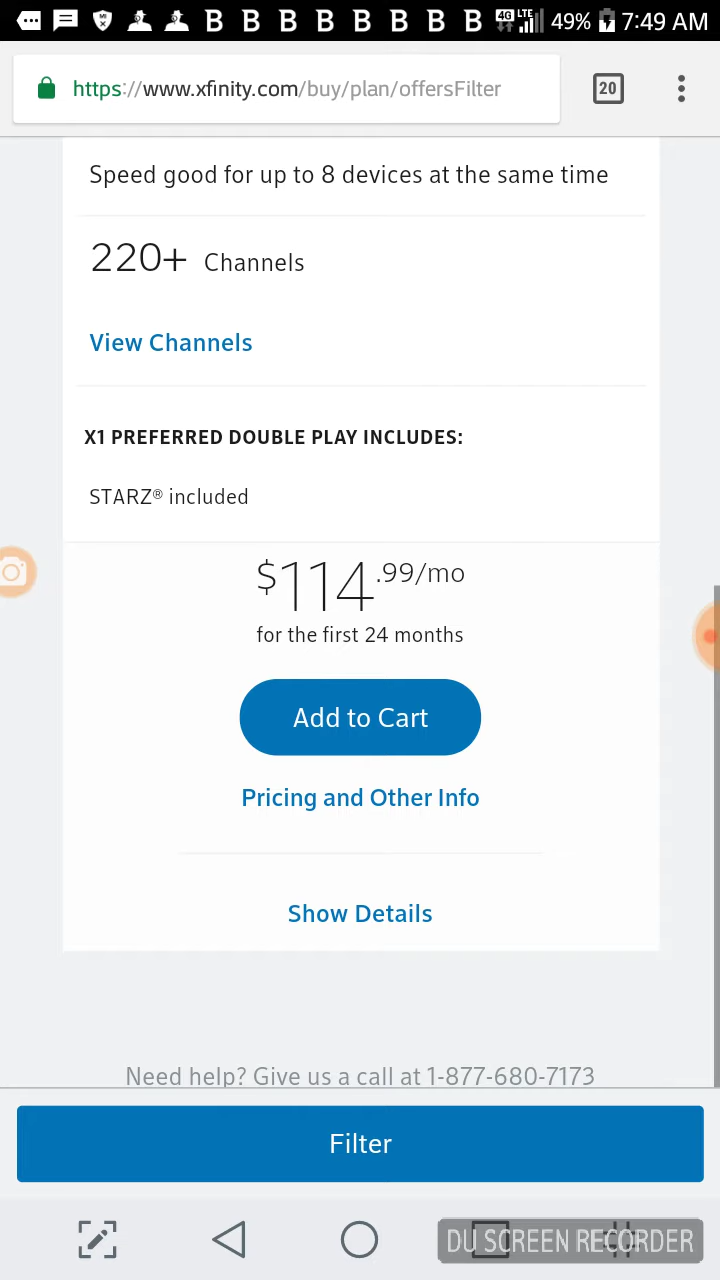 B B B B B B B B 4G LTE 49% 7:49 AM
https://www.xfinity.com/buy/plan/offersFilter 20
Speed good for up to 8 devices at the same time
220+ Channels
View Channels
X1 PREFERRED DOUBLE PLAY INCLUDES:
STARZ® included
$114.99/mo
for the first 24 months
Add to Cart
Pricing and Other Info
Show Details
Need help? Give us a call at 1-877-680-7173
Filter
DU SCREEN RECORDER